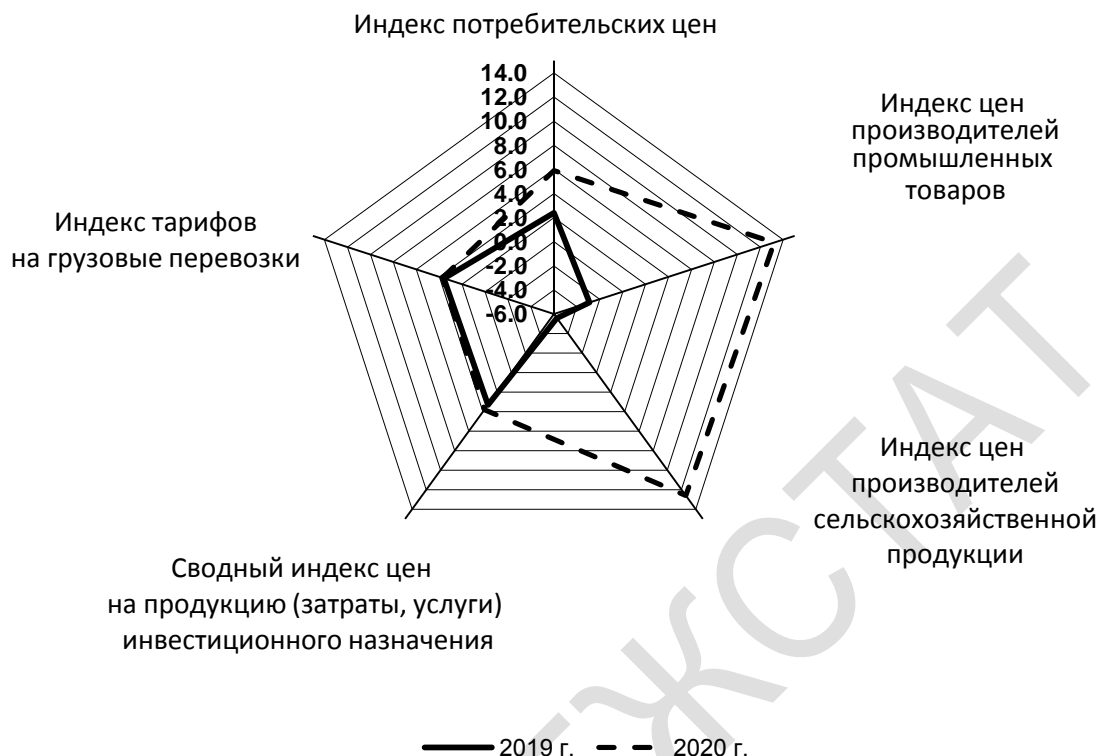 Индекс потребительских цен
14.0
12.0
10.0
8.0
6.0
4.0
2.0
0.0
-2.0
-4.0
-6.0
Индекс цен
производителей
промышленных
товаров
Индекс тарифов
на грузовые перевозки
Индекс цен
производителей
сельскохозяйственной
продукции
Сводный индекс цен
на продукцию (затраты, услуги)
инвестиционного назначения
2019 г.
2020 г.
ЖСТАТ